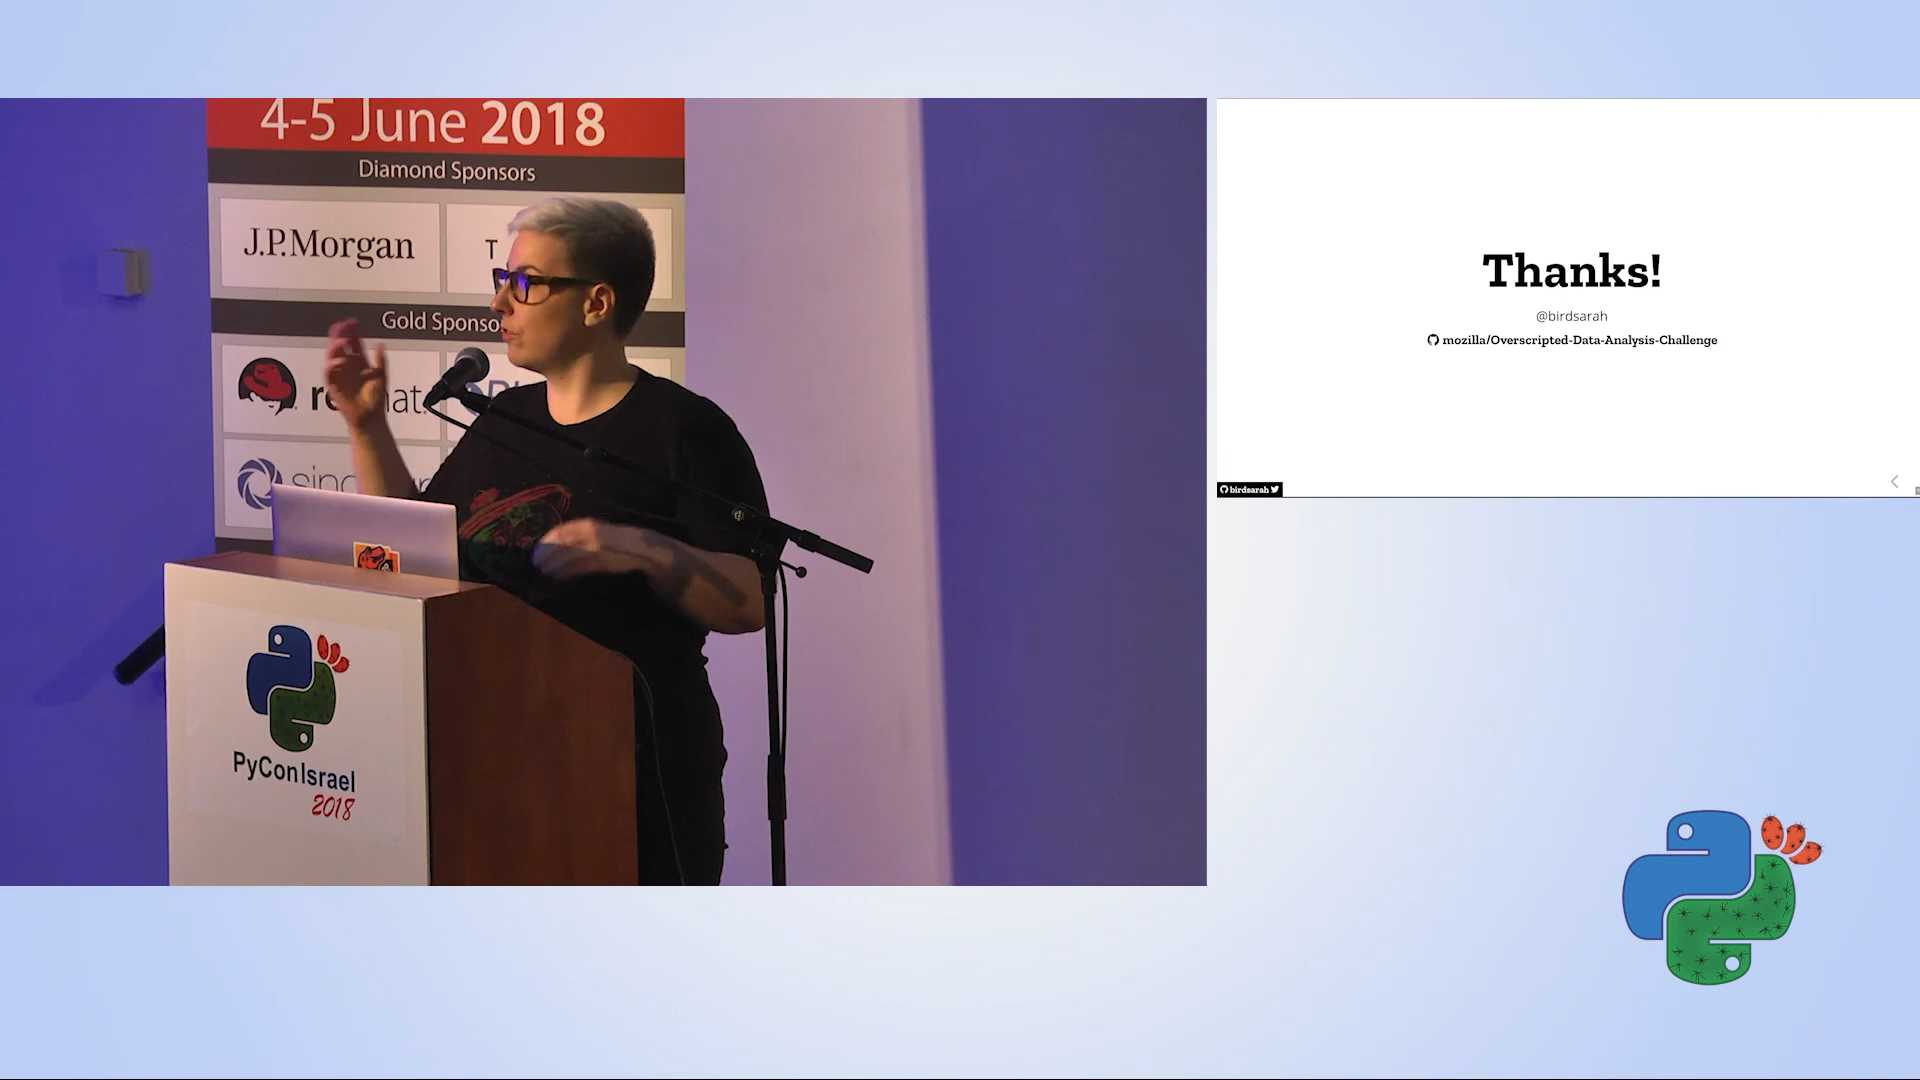 4-5 June 2018
Diamond Sponsors
J.P.Morgan
T
Gold Sponso
PyConIsrael
2018
Thanks!
@birdsarah
mozilla/Overscripted-Data-Analysis-Challenge
birdsarah